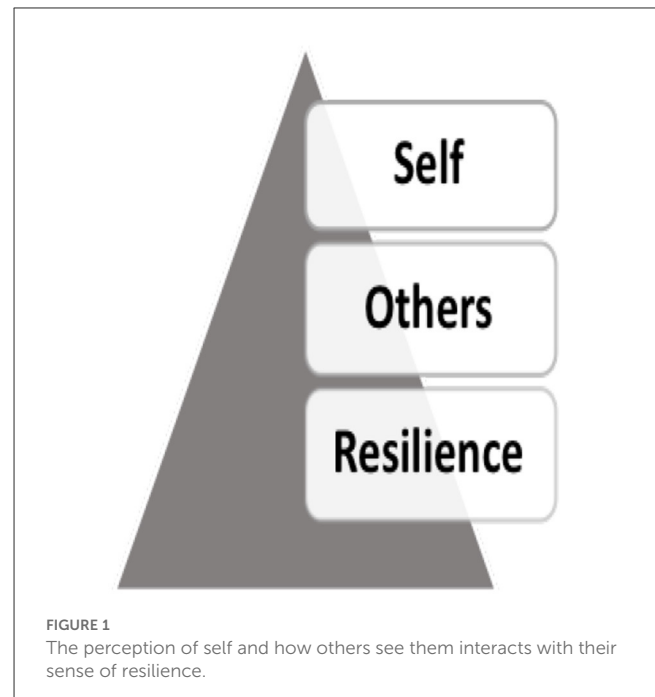 Self
Others
Resilience
FIGURE 1
The perception of self and how others see them interacts with their
sense of resilience.